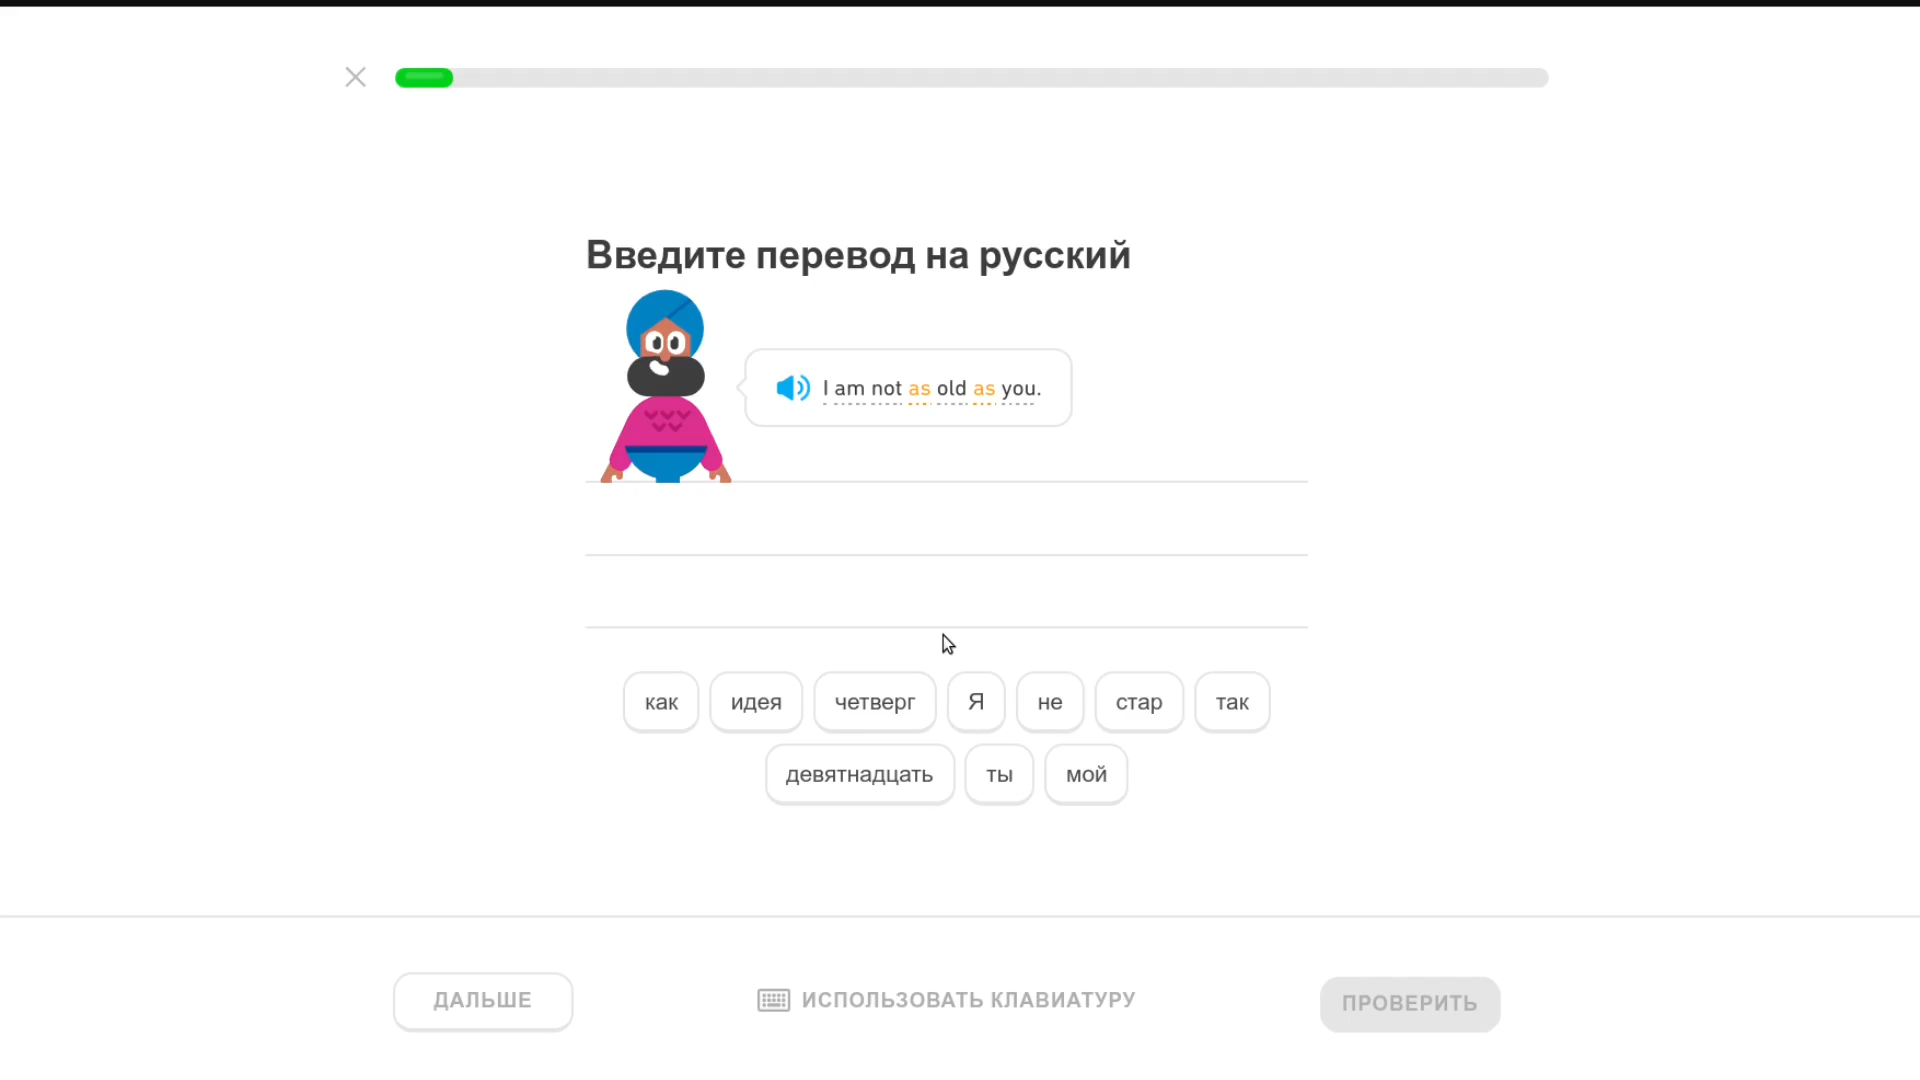 Введите перевод на русский
I am not as old as you.
как идея четверг Я не стар так
девятнадцать ты мой
ДАЛЬШЕ ИСПОЛЬЗОВАТЬ КЛАВИАТУРУ ПРОВЕРИТЬ